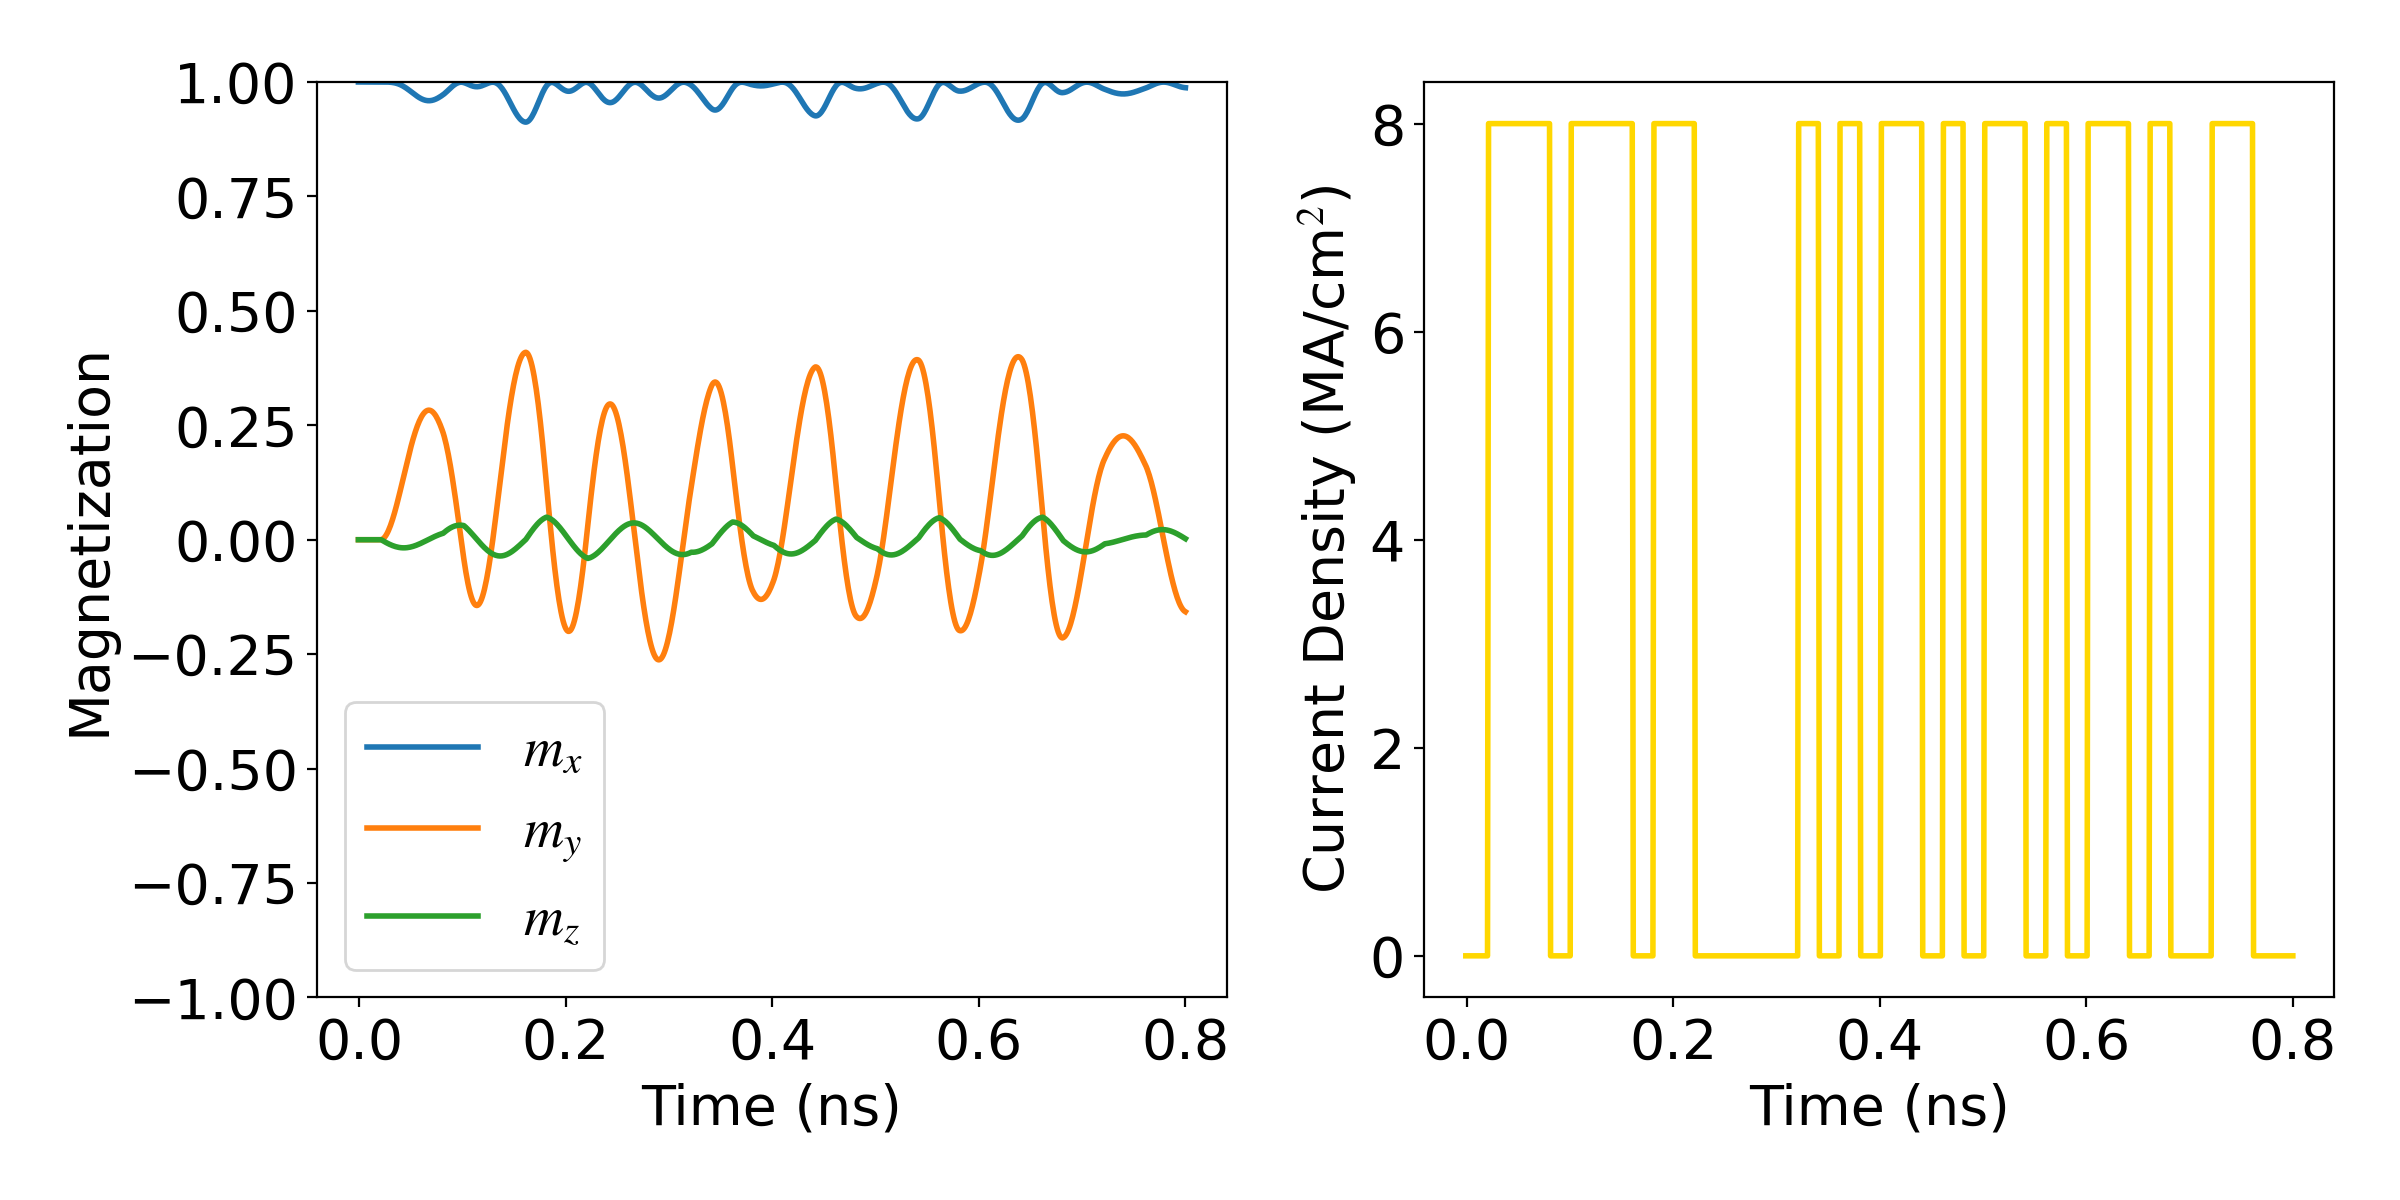 Magnetization
1.00
0.75
0.50
0.25
0.00
−0.25
−0.50
−0.75
−1.00
m_x
m_y
m_z
0.0 0.2 0.4 0.6 0.8
Time (ns)
Current Density (MA/cm²)
8
6
4
2
0
0.0 0.2 0.4 0.6 0.8
Time (ns)